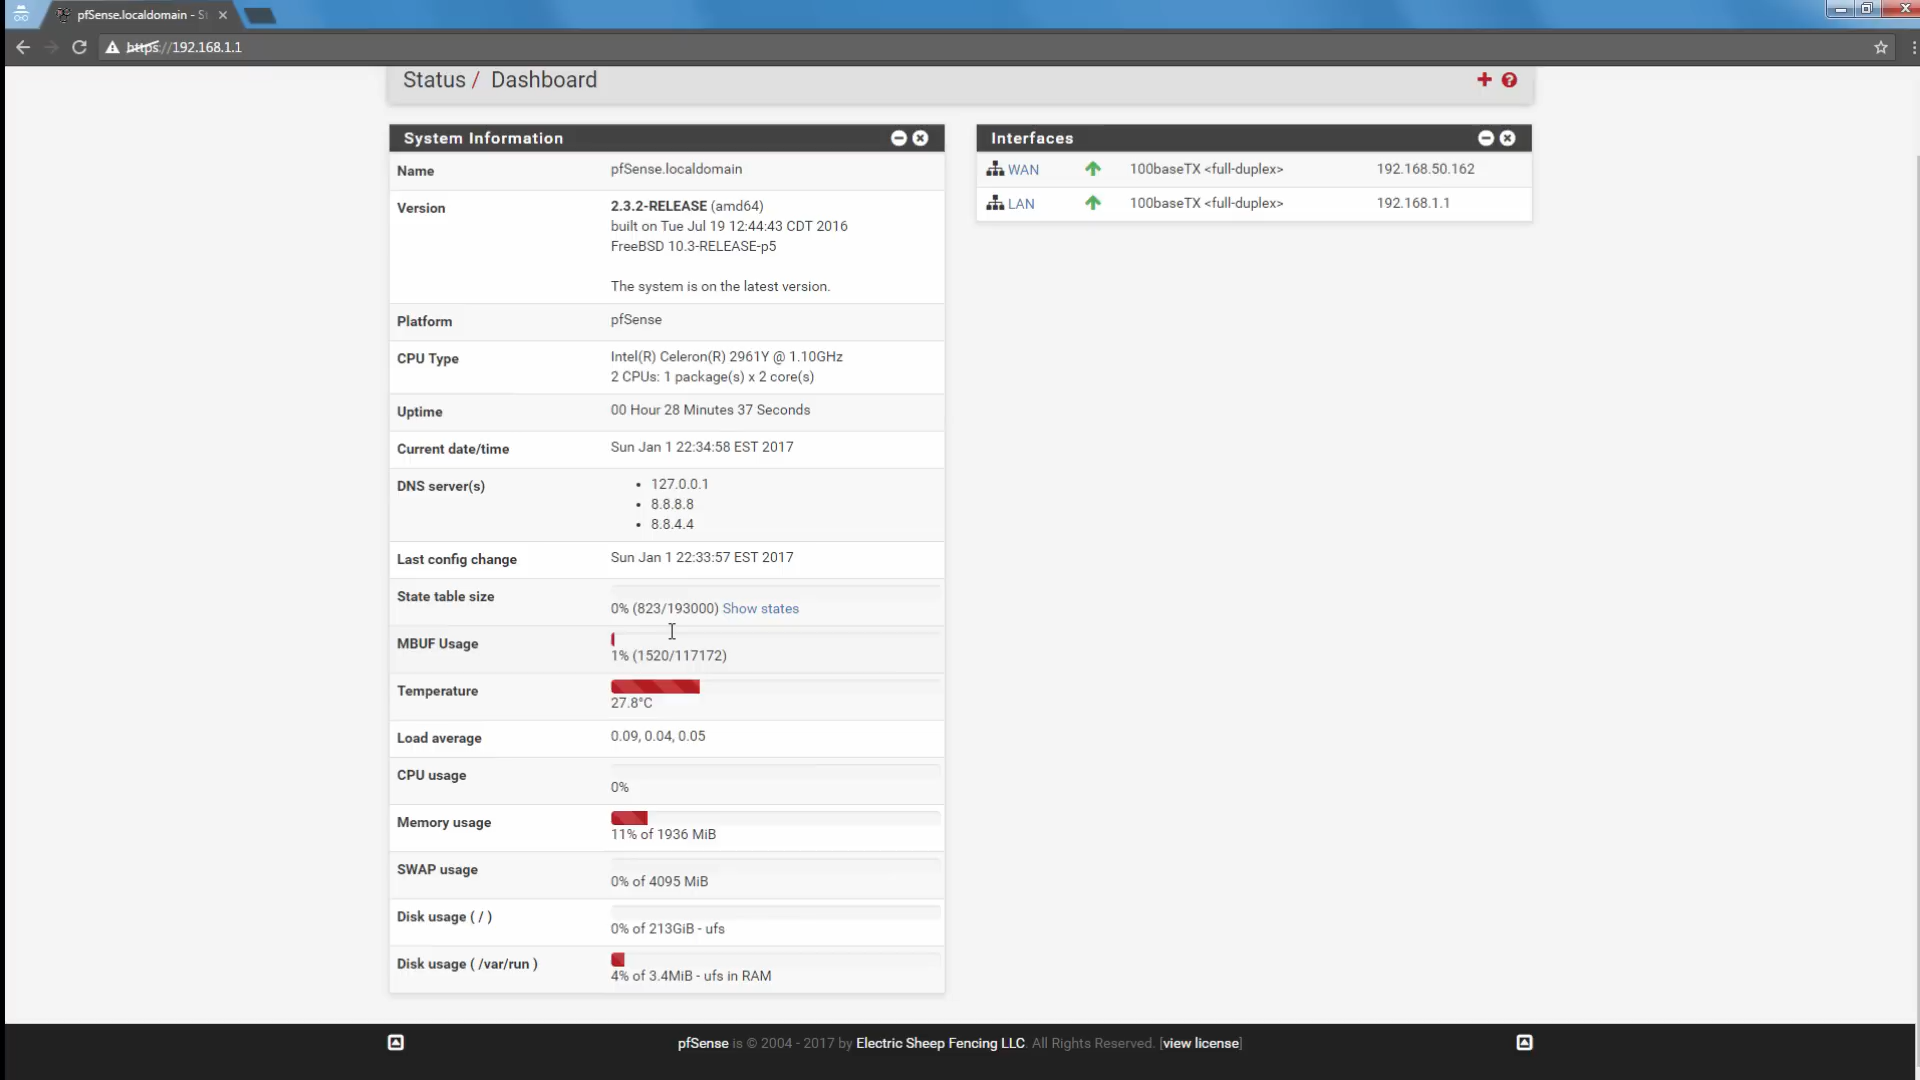 pfSense.localdomain - St
https://192.168.1.1
Status / Dashboard
System Information
Name pfSense.localdomain
Version 2.3.2-RELEASE (amd64)
built on Tue Jul 19 12:44:43 CDT 2016
FreeBSD 10.3-RELEASE-p5
The system is on the latest version.
Platform pfSense
CPU Type Intel(R) Celeron(R) 2961Y @ 1.10GHz
2 CPUs: 1 package(s) x 2 core(s)
Uptime 00 Hour 28 Minutes 37 Seconds
Current date/time Sun Jan 1 22:34:58 EST 2017
DNS server(s)
• 127.0.0.1
• 8.8.8.8
• 8.8.4.4
Last config change Sun Jan 1 22:33:57 EST 2017
State table size
0% (823/193000) Show states
MBUF Usage
1% (1520/117172)
Temperature
27.8°C
Load average 0.09, 0.04, 0.05
CPU usage
0%
Memory usage
11% of 1936 MiB
SWAP usage
0% of 4095 MiB
Disk usage ( / )
0% of 213GiB - ufs
Disk usage ( /var/run )
4% of 3.4MiB - ufs in RAM
Interfaces
WAN 100baseTX <full-duplex> 192.168.50.162
LAN 100baseTX <full-duplex> 192.168.1.1
pfSense is © 2004 - 2017 by Electric Sheep Fencing LLC. All Rights Reserved. [view license]